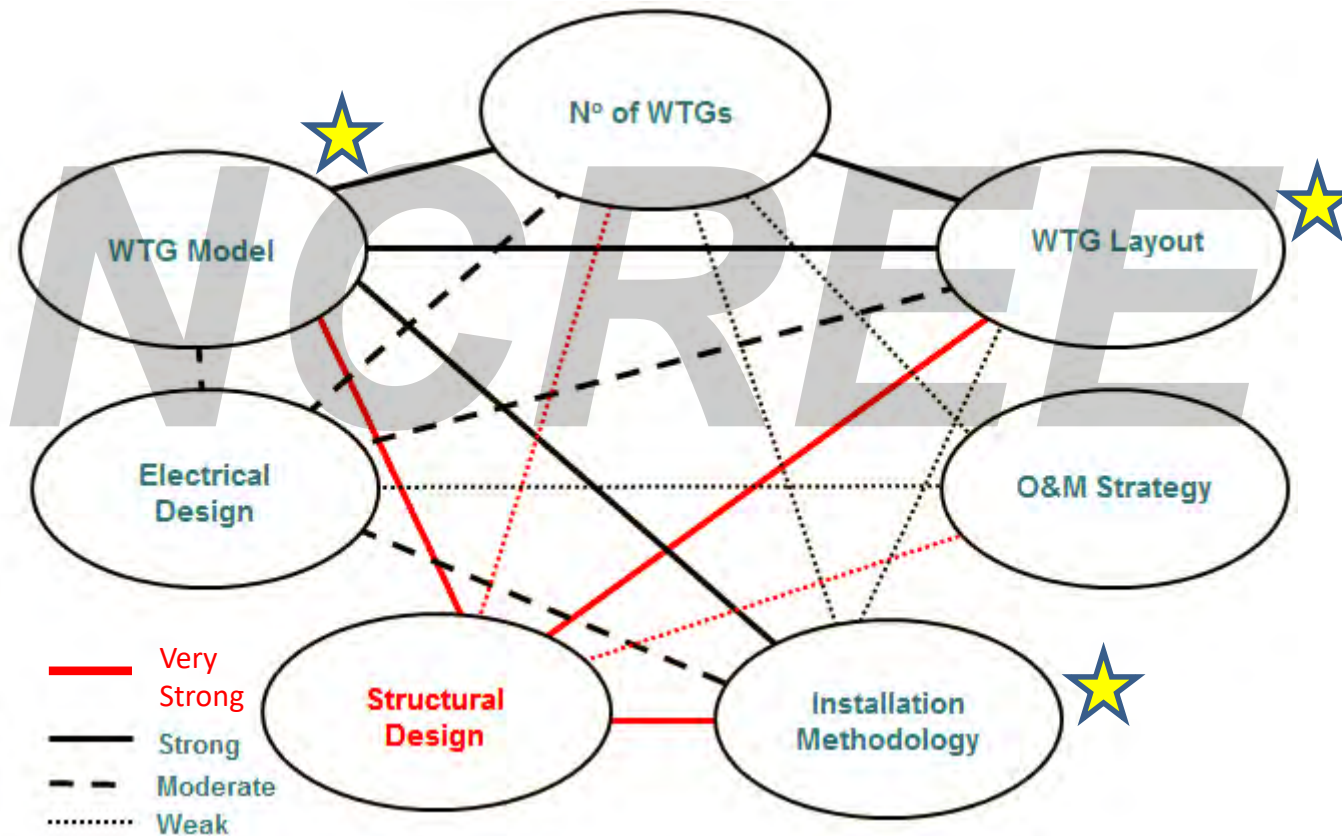 Nº of WTGs
WTG Model
WTG Layout
NCREE
Electrical
Design
O&M Strategy
Structural
Design
Installation
Methodology
Very
Strong
Strong
Moderate
Weak